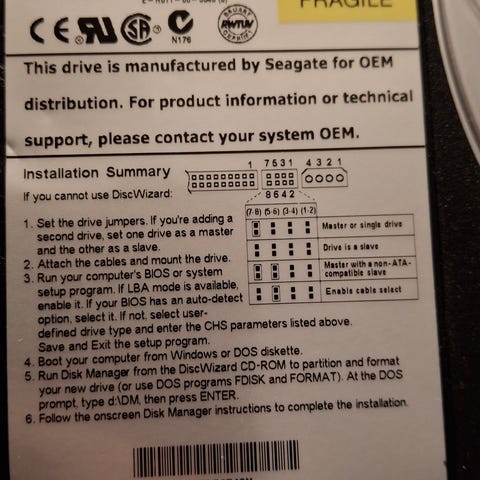 FRAGILE
N176
This drive is manufactured by Seagate for OEM
distribution. For product information or technical
support, please contact your system OEM.
Installation Summary
1 7531 4321
If you cannot use DiscWizard:
8642
(7-8) (5-6) (3-4) (1-2)
Master or single drive
Drive is a slave
Master with a non-ATA-
compatible slave
Enable cable select
1. Set the drive jumpers. If you're adding a
second drive, set one drive as a master
and the other as a slave.
2. Attach the cables and mount the drive.
3. Run your computer's BIOS or system
setup program. If LBA mode is available,
enable it. If your BIOS has an auto-detect
option, select it. If not, select user-
defined drive type and enter the CHS parameters listed above.
Save and Exit the setup program.
4. Boot your computer from Windows or DOS diskette.
5. Run Disk Manager from the DiscWizard CD-ROM to partition and format
your new drive (or use DOS programs FDISK and FORMAT). At the DOS
prompt, type d:\DM, then press ENTER.
6. Follow the onscreen Disk Manager instructions to complete the installation.